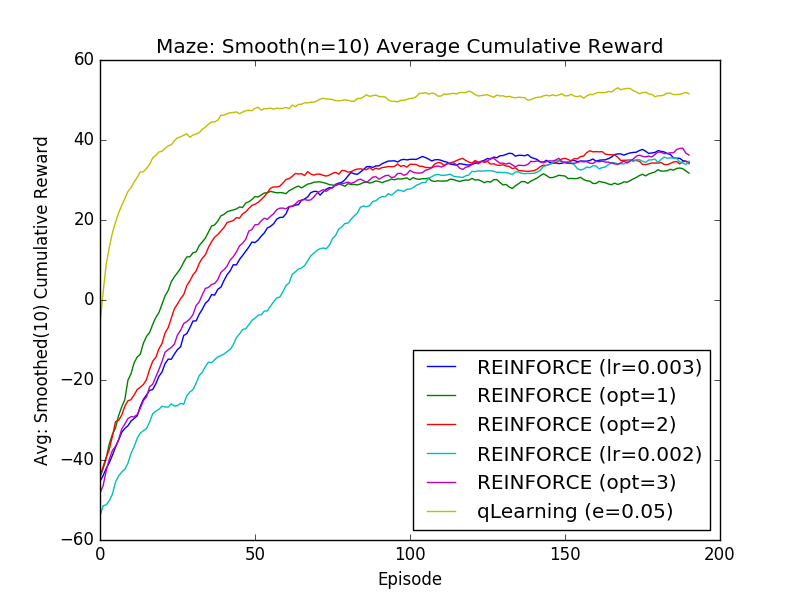 Maze: Smooth(n=10) Average Cumulative Reward
Avg: Smoothed(10) Cumulative Reward
60
40
20
0
−20
−40
−60
0
50
100
150
200
Episode
REINFORCE (lr=0.003)
REINFORCE (opt=1)
REINFORCE (opt=2)
REINFORCE (lr=0.002)
REINFORCE (opt=3)
qLearning (e=0.05)